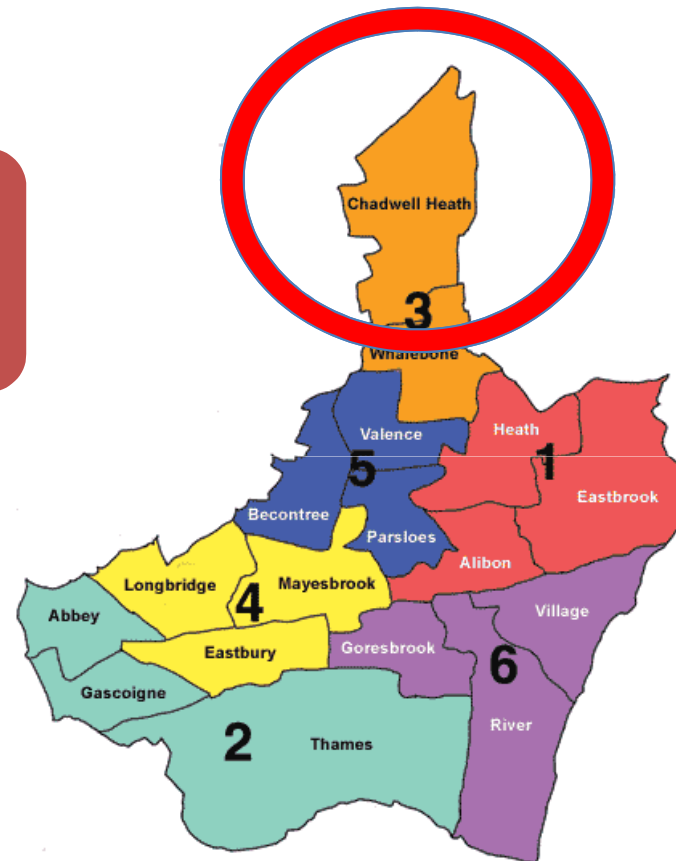 Chadwell Heath
3
Whalebone
Valence
Heath
5
1
Eastbrook
Becontree
Parsloes
Alibon
Longbridge
Mayesbrook
4
Village
Abbey
Eastbury
Goresbrook
6
Gascoigne
River
2
Thames